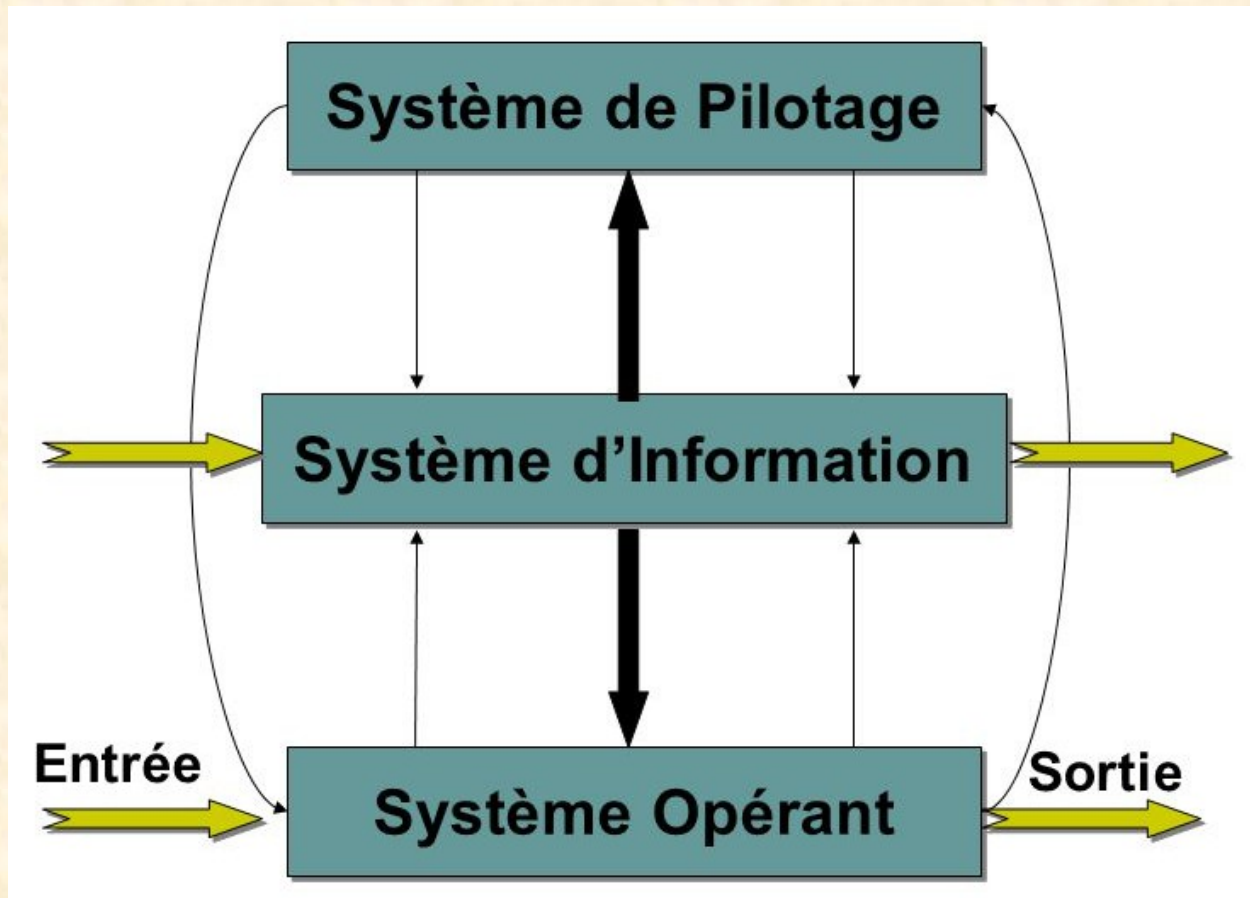 Système de Pilotage
Système d’Information
Entrée
Sortie
Système Opérant